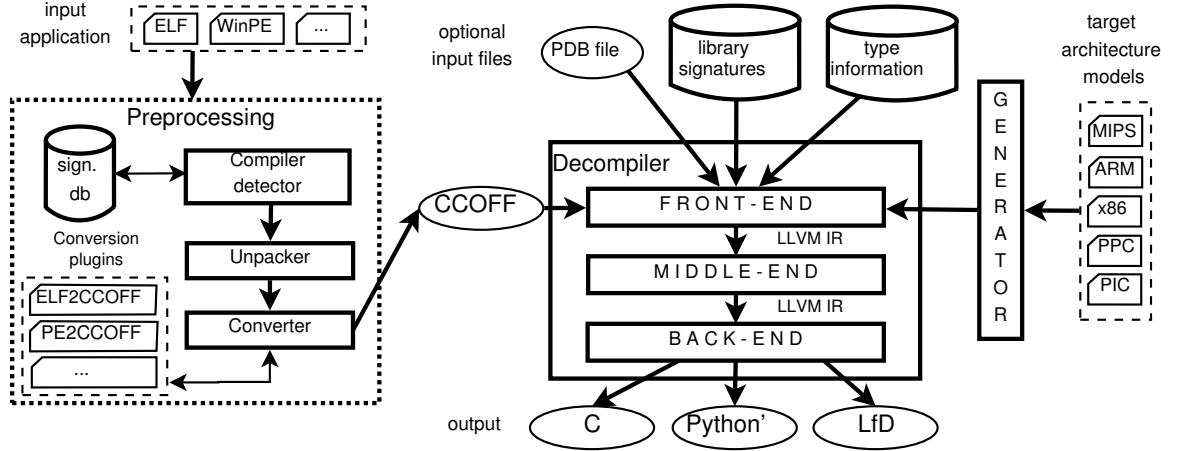 input
application
ELF
WinPE
...
Preprocessing
sign.
db
Compiler
detector
Conversion
plugins
Unpacker
ELF2CCOFF
PE2CCOFF
...
Converter
CCOFF
optional
input files
PDB file
library
signatures
type
information
Decompiler
FRONT-END
LLVM IR
MIDDLE-END
LLVM IR
BACK-END
output
C
Python’
LfD
GENERATOR
target
architecture
models
MIPS
ARM
x86
PPC
PIC